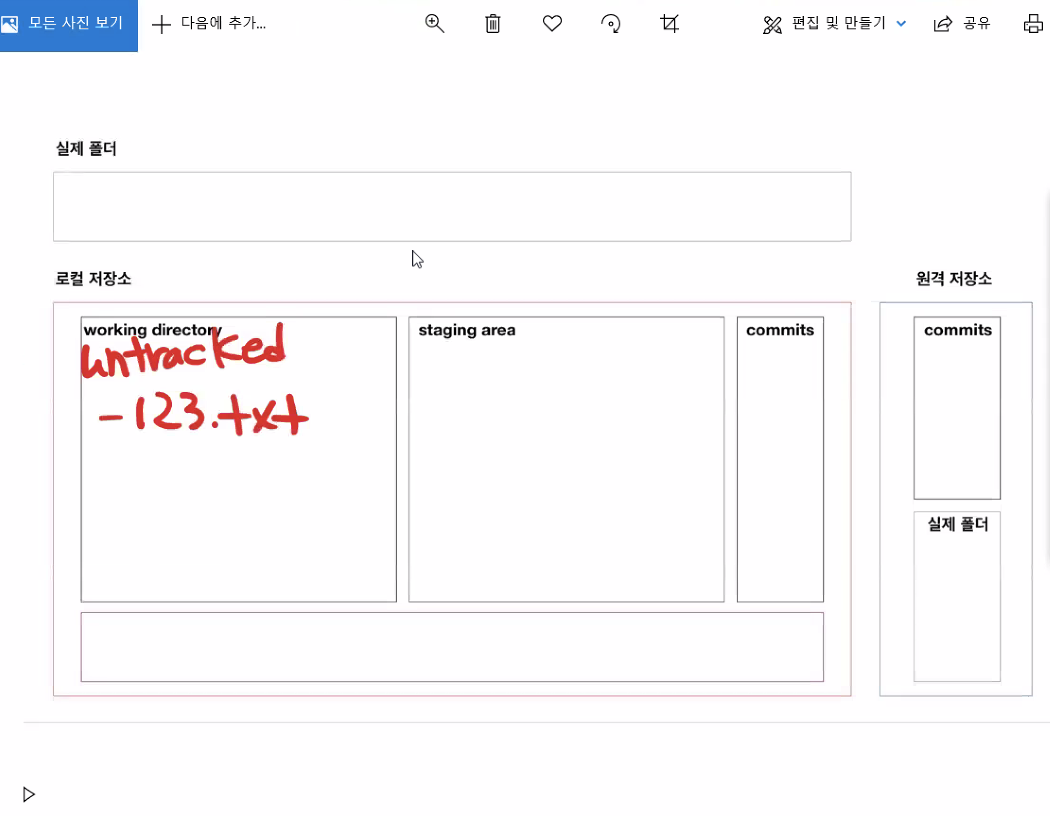 모든 사진 보기
다음에 추가...
편집 및 만들기
공유
실제 폴더
로컬 저장소
원격 저장소
working directory
staging area
commits
commits
untracked
-123.txt
실제 폴더